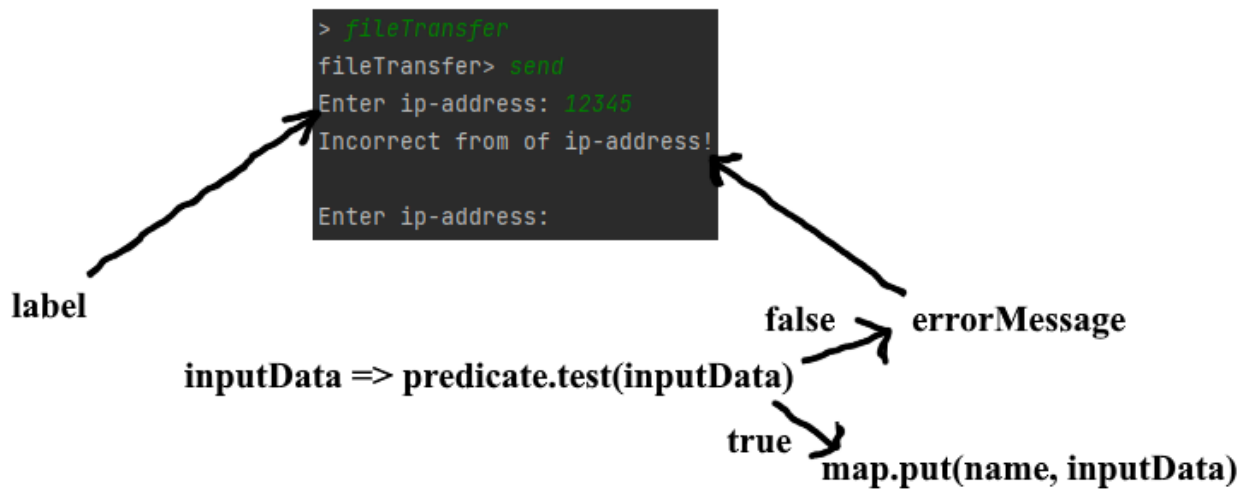 > fileTransfer
fileTransfer> send
Enter ip-address: 12345
Incorrect from of ip-address!
Enter ip-address:
label
false
errorMessage
inputData => predicate.test(inputData)
true
map.put(name, inputData)